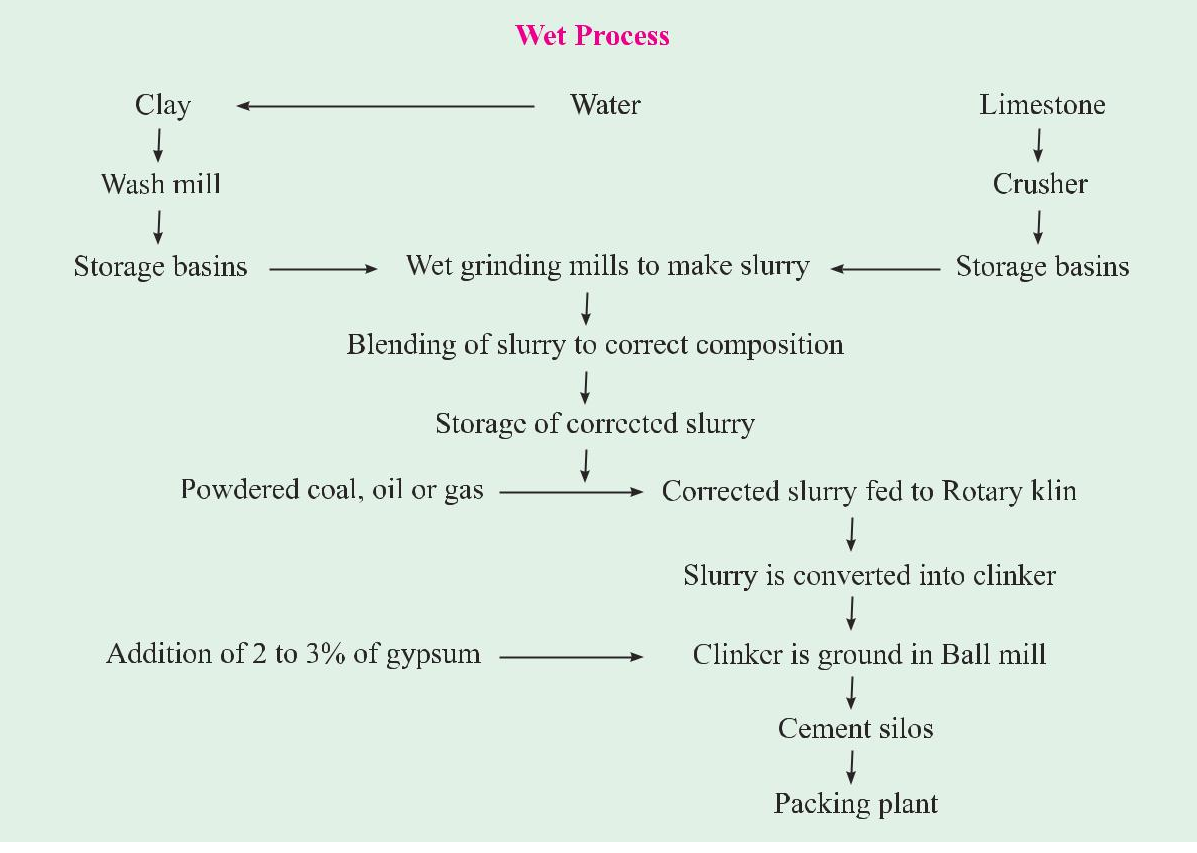 Wet Process
Clay Water Limestone
Wash mill Crusher
Storage basins Wet grinding mills to make slurry Storage basins
Blending of slurry to correct composition
Storage of corrected slurry
Powdered coal, oil or gas Corrected slurry fed to Rotary klin
Slurry is converted into clinker
Addition of 2 to 3% of gypsum Clinker is ground in Ball mill
Cement silos
Packing plant